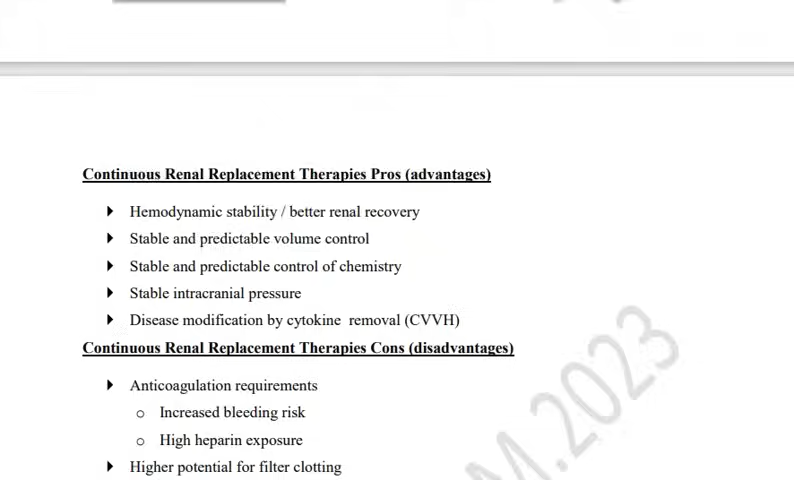 Continuous Renal Replacement Therapies Pros (advantages)
Hemodynamic stability / better renal recovery
Stable and predictable volume control
Stable and predictable control of chemistry
Stable intracranial pressure
Disease modification by cytokine removal (CVVH)
Continuous Renal Replacement Therapies Cons (disadvantages)
Anticoagulation requirements
Increased bleeding risk
High heparin exposure
Higher potential for filter clotting
M.2023